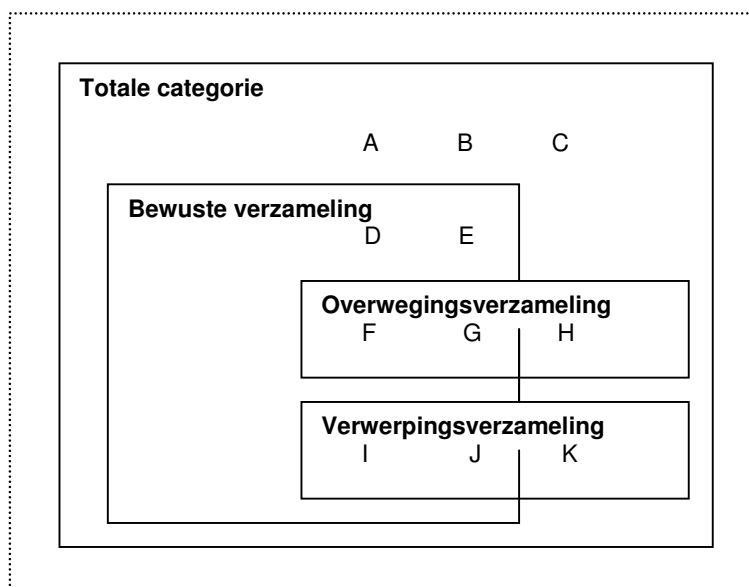 Totale categorie
A B C
Bewuste verzameling
D E
Overwegingsverzameling
F G H
Verwerpingsverzameling
I J K